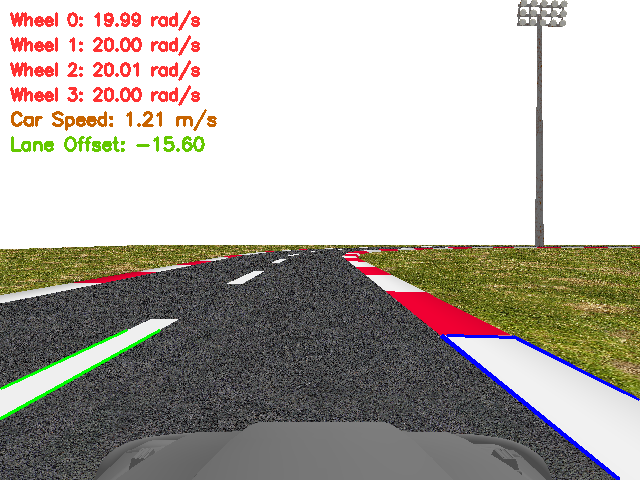 Wheel 0: 19.99 rad/s
Wheel 1: 20.00 rad/s
Wheel 2: 20.01 rad/s
Wheel 3: 20.00 rad/s
Car Speed: 1.21 m/s
Lane Offset: -15.60